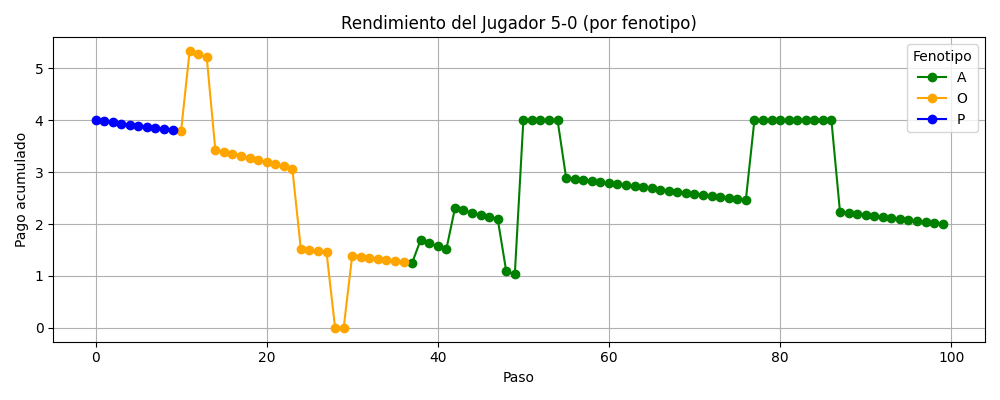 Rendimiento del Jugador 5-0 (por fenotipo)
Pago acumulado
5
4
3
2
1
0
Fenotipo
A
O
P
0 20 40 60 80 100
Paso